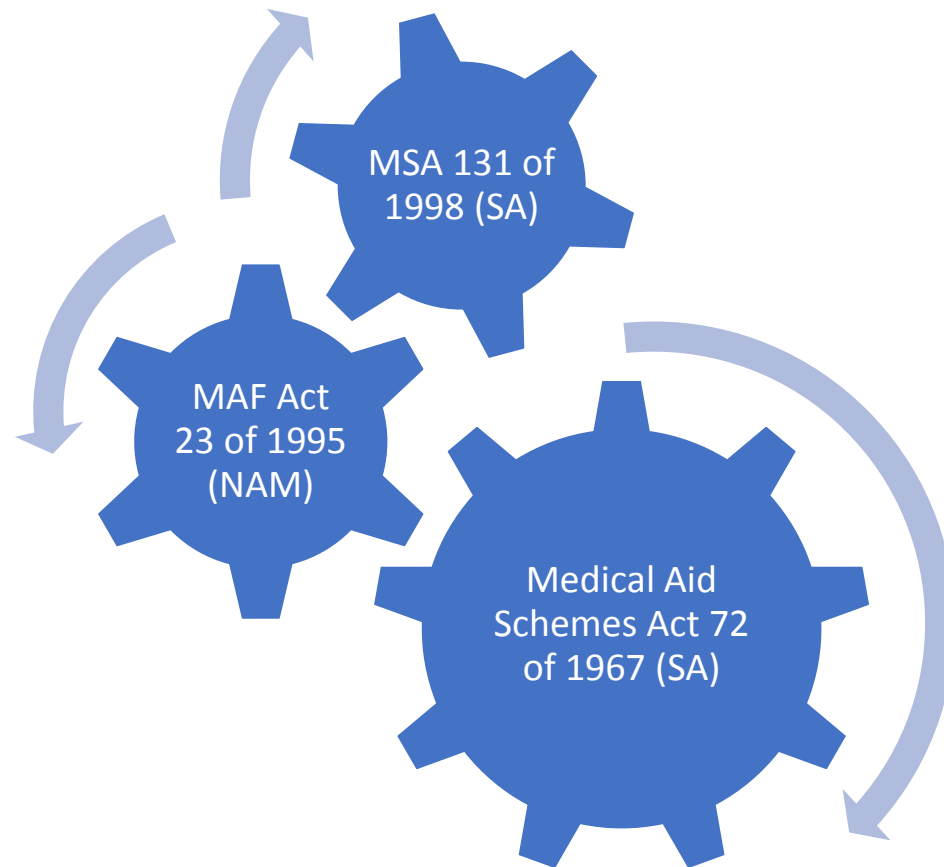 MSA 131 of
1998 (SA)
MAF Act
23 of 1995
(NAM)
Medical Aid
Schemes Act 72
of 1967 (SA)